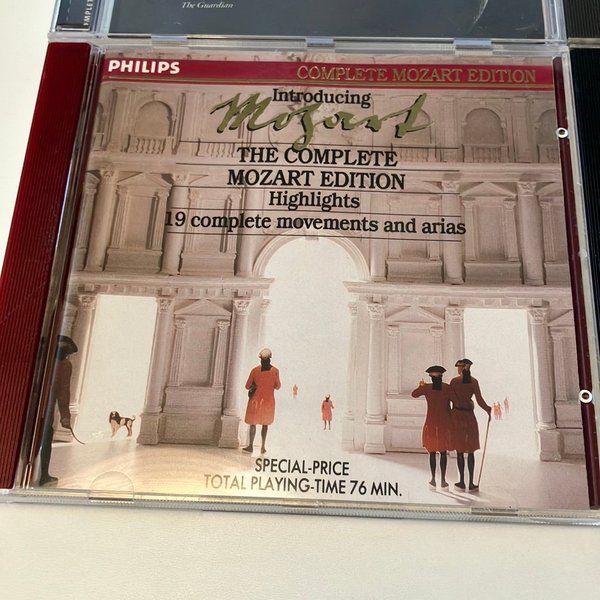 The Guardian
PHILIPS
COMPLETE MOZART EDITION
Introducing
Mozart
THE COMPLETE
MOZART EDITION
Highlights
19 complete movements and arias
SPECIAL-PRICE
TOTAL PLAYING-TIME 76 MIN.